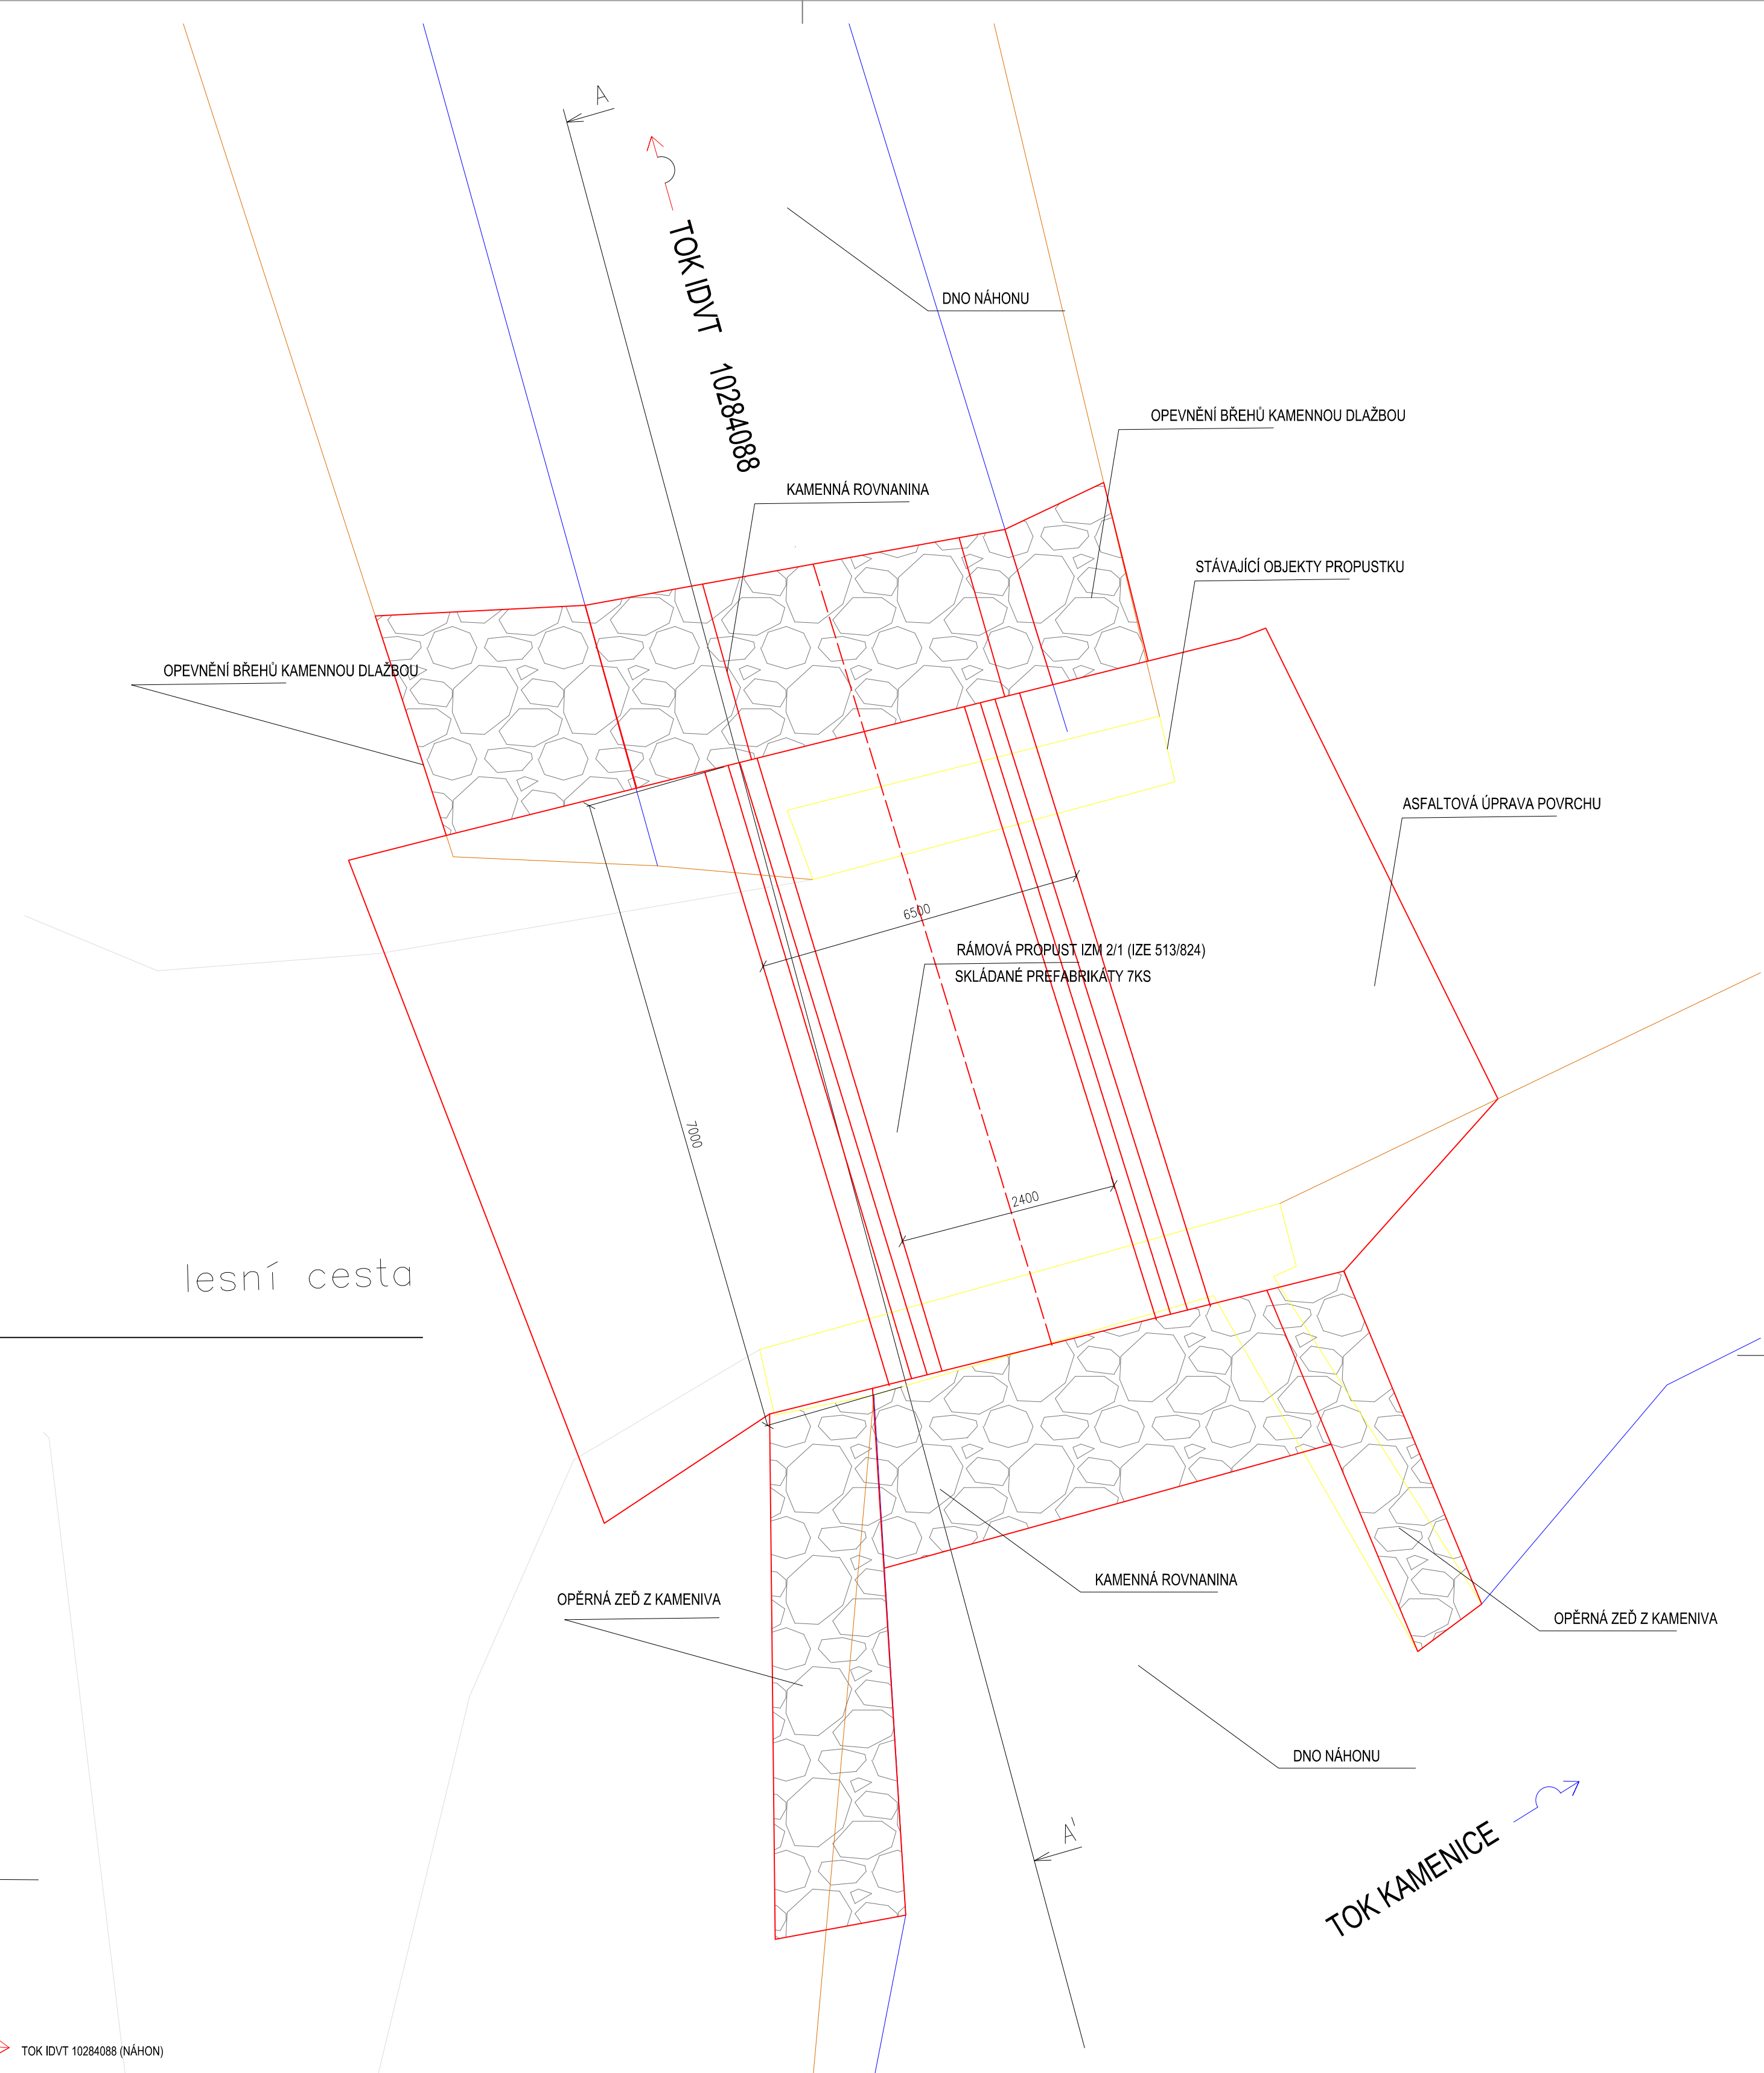 A
TOK IDVT 10284088
DNO NÁHONU
OPEVNĚNÍ BŘEHŮ KAMENNOU DLAŽBOU
KAMENNÁ ROVNANINA
STÁVAJÍCÍ OBJEKTY PROPUSTKU
OPEVNĚNÍ BŘEHŮ KAMENNOU DLAŽBOU
ASFALTOVÁ ÚPRAVA POVRCHU
6500
RÁMOVÁ PROPUST IZM 2/1 (IZE 513/824)
SKLÁDANÉ PREFABRIKÁTY 7KS
7000
2400
lesní cesta
KAMENNÁ ROVNANINA
OPĚRNÁ ZEĎ Z KAMENIVA
OPĚRNÁ ZEĎ Z KAMENIVA
DNO NÁHONU
A'
TOK KAMENICE
TOK IDVT 10284088 (NÁHON)